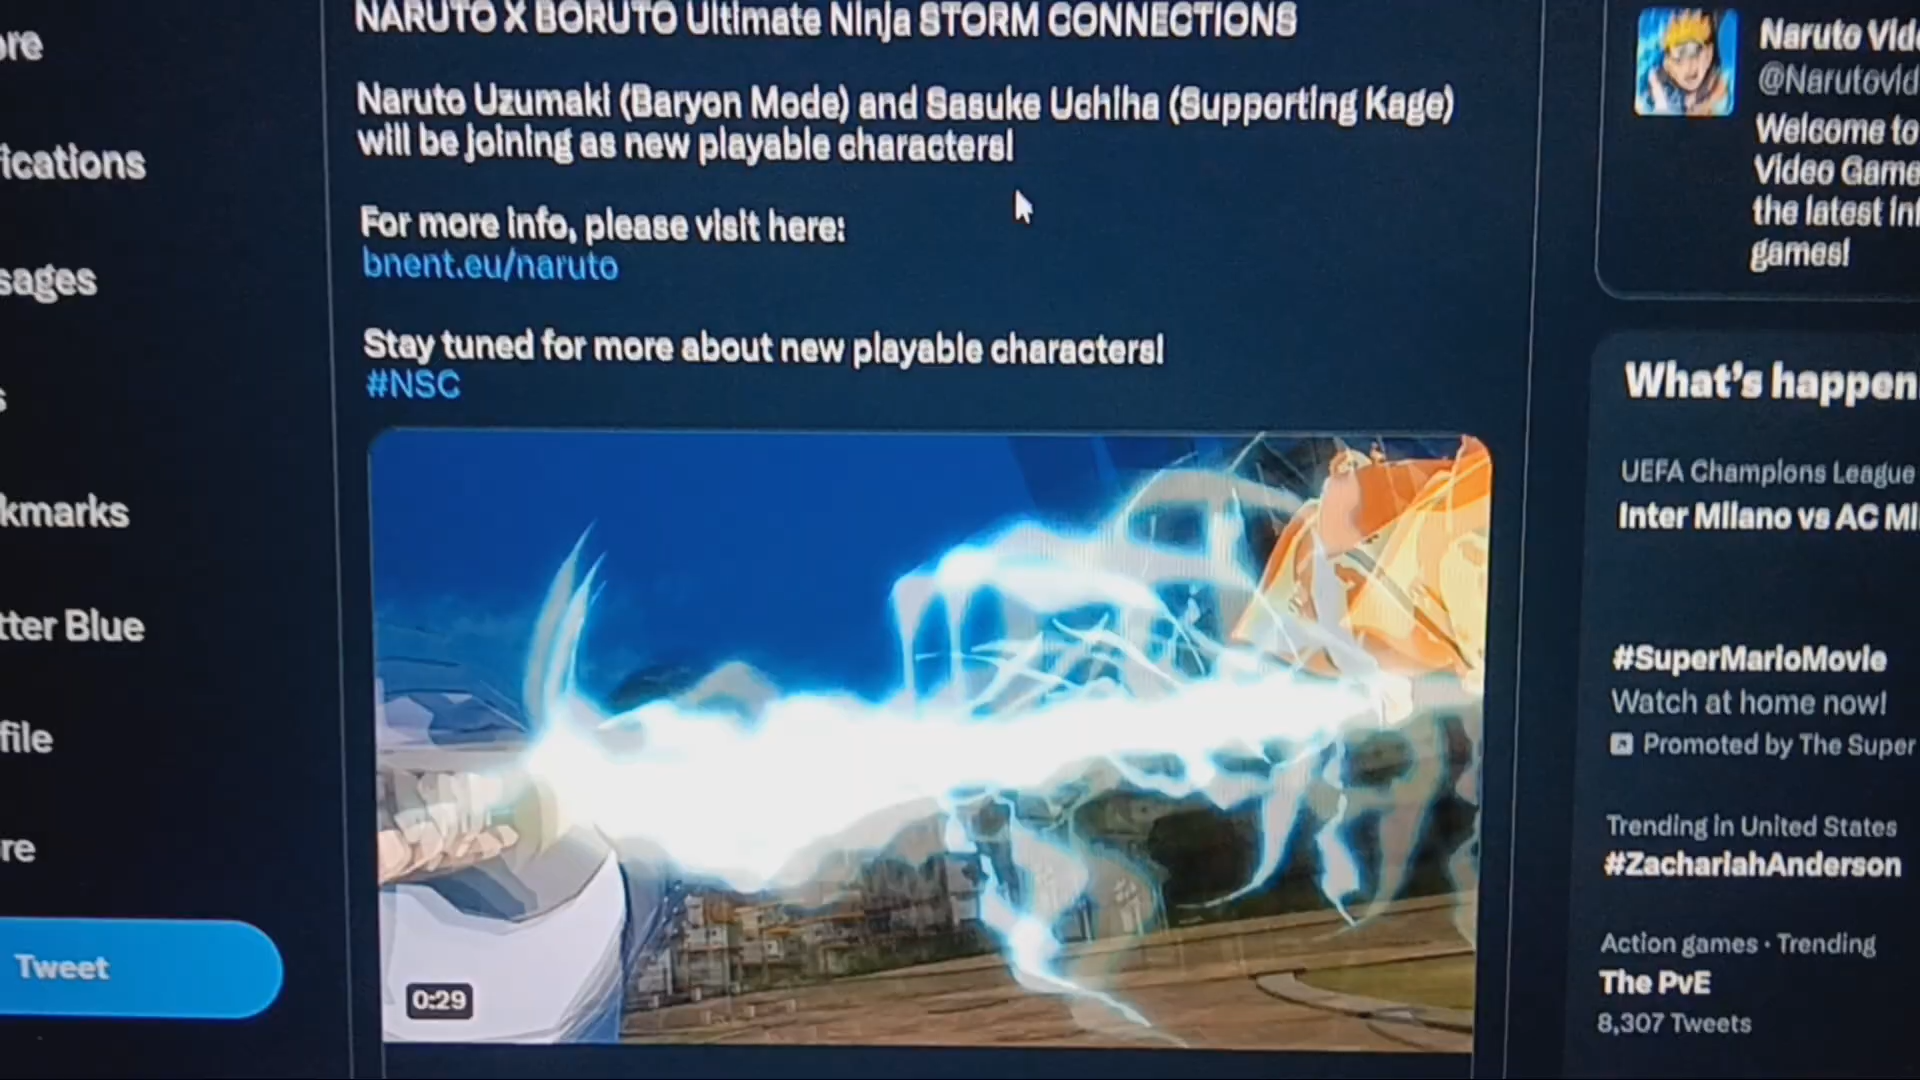 ore
ications
sages
s
kmarks
tter Blue
file
re
Tweet
NARUTO X BORUTO Ultimate Ninja STORM CONNECTIONS
Naruto Uzumaki (Baryon Mode) and Sasuke Uchiha (Supporting Kage)
will be joining as new playable characters!
For more info, please visit here:
bnent.eu/naruto
Stay tuned for more about new playable characters!
#NSC
0:29
Naruto Vid
@Narutovid
Welcome to
Video Game
the latest in
games!
What's happen
UEFA Champions League
Inter Milano vs AC Mi
#SuperMarioMovie
Watch at home now!
Promoted by The Super
Trending in United States
#ZachariahAnderson
Action games · Trending
The PvE
8,307 Tweets